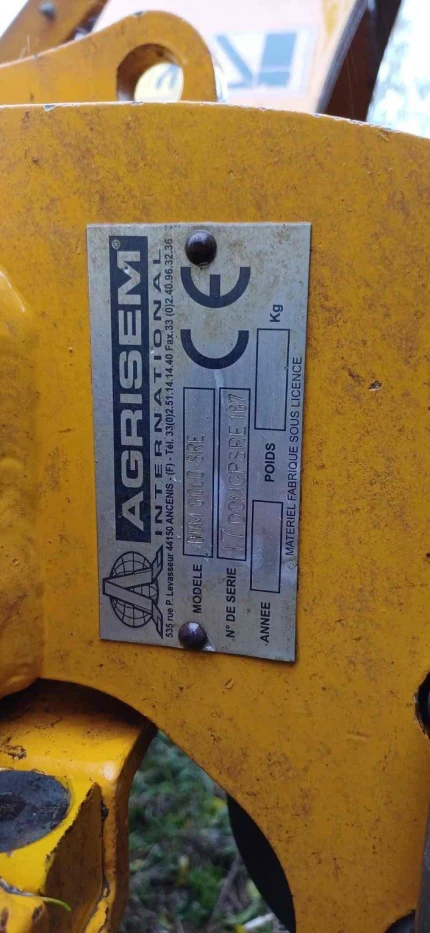 AGRISEM®
INTERNATIONAL
535 rue P. Levasseur 44150 ANCENIS - (F) - Tél. 33(0)2.51.14.14.40 Fax.33 (0)2.40.96.32.36
MODELE SRE
CE
N° DE SERIE
ANNEE POIDS Kg
MATERIEL FABRIQUE SOUS LICENCE